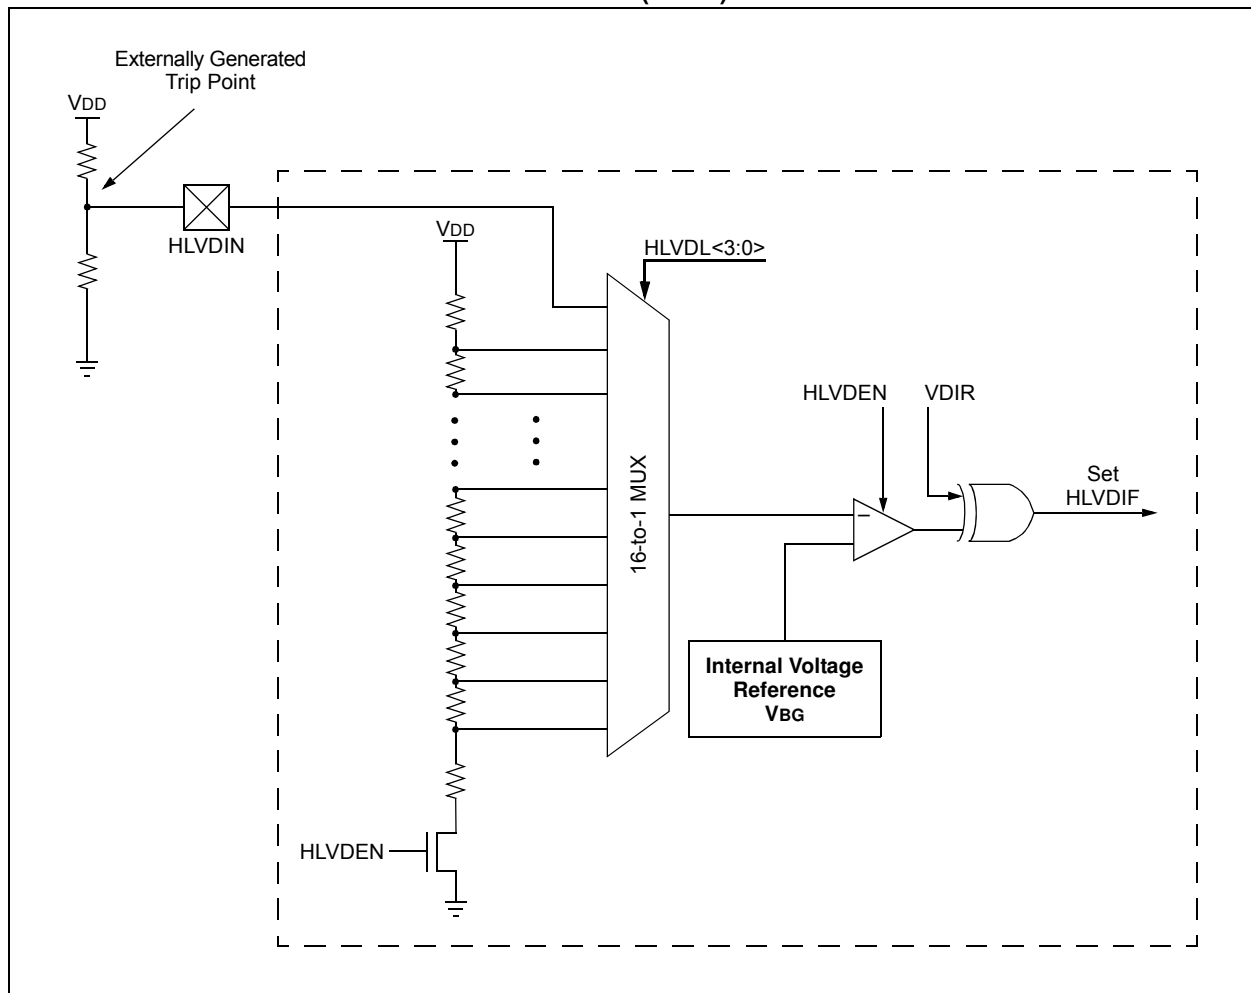 Externally Generated
Trip Point
VDD
HLVDIN
VDD
HLVDL<3:0>
16-to-1 MUX
HLVDEN
VDIR
Set
HLVDIF
–
Internal Voltage
Reference
VBG
HLVDEN